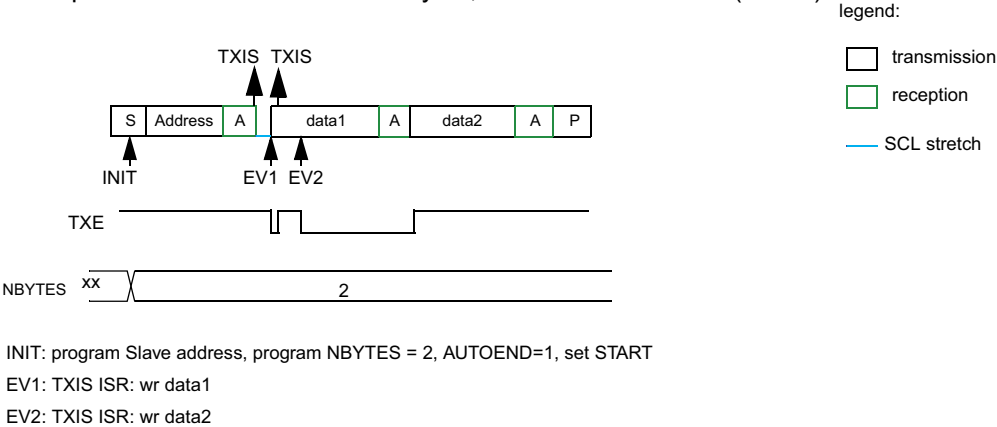 legend:
transmission
reception
SCL stretch
TXIS TXIS
S Address A data1 A data2 A P
INIT EV1 EV2
TXE
NBYTES xx 2
INIT: program Slave address, program NBYTES = 2, AUTOEND=1, set START
EV1: TXIS ISR: wr data1
EV2: TXIS ISR: wr data2